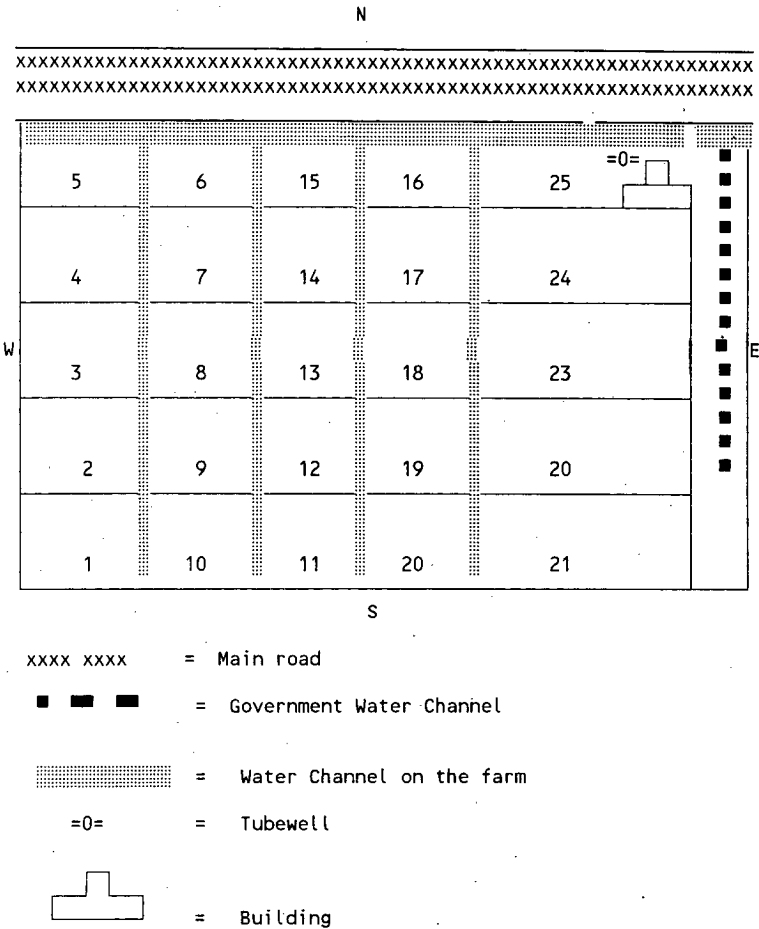 N
xxxxxxxxxxxxxxxxxxxxxxxxxxxxxxxxxxxxxxxxxxxxxxxxxxxxxxxxxxxxxxxxxx
xxxxxxxxxxxxxxxxxxxxxxxxxxxxxxxxxxxxxxxxxxxxxxxxxxxxxxxxxxxxxxxxxx
=0=
5 6 15 16 25
4 7 14 17 24
W E
3 8 13 18 23
2 9 12 19 20
1 10 11 20 21
S
xxxx xxxx = Main road
= Government Water Channel
= Water Channel on the farm
=0= = Tubewell
= Building